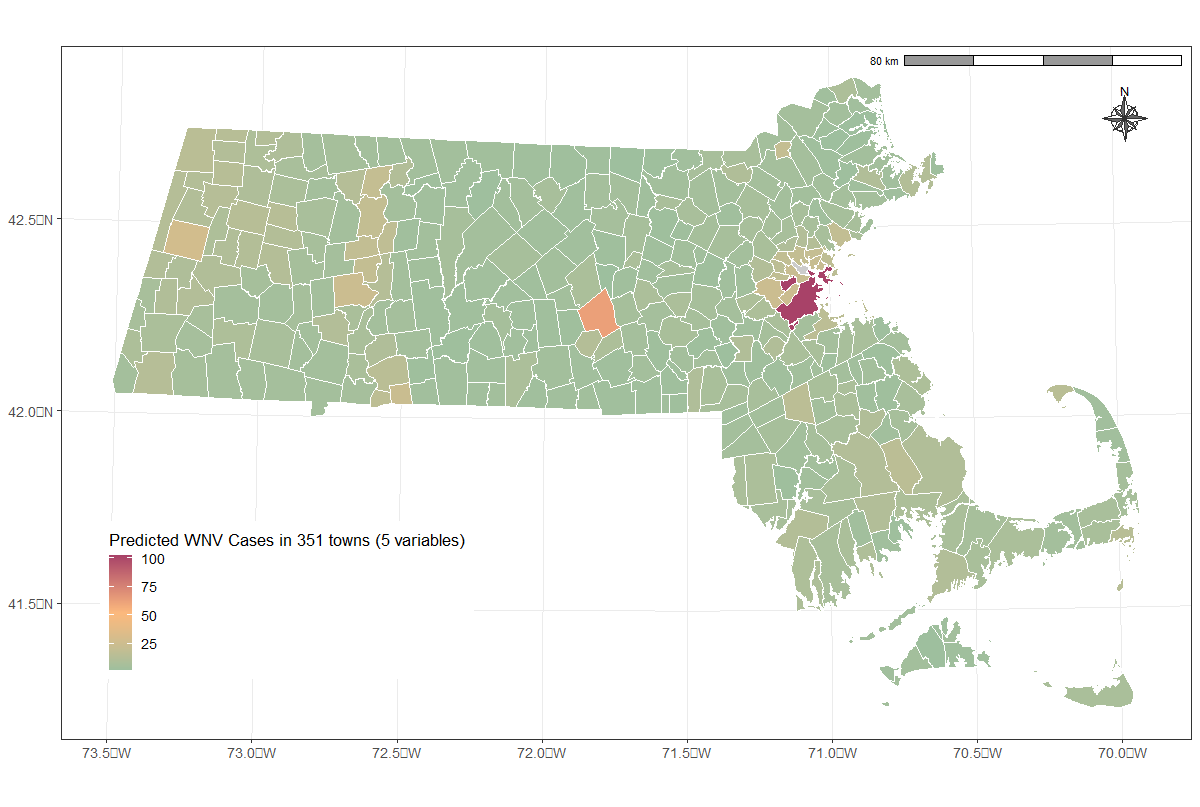 80 km
N
42.5▯N
42.0▯N
41.5▯N
Predicted WNV Cases in 351 towns (5 variables)
100
75
50
25
73.5▯W
73.0▯W
72.5▯W
72.0▯W
71.5▯W
71.0▯W
70.5▯W
70.0▯W